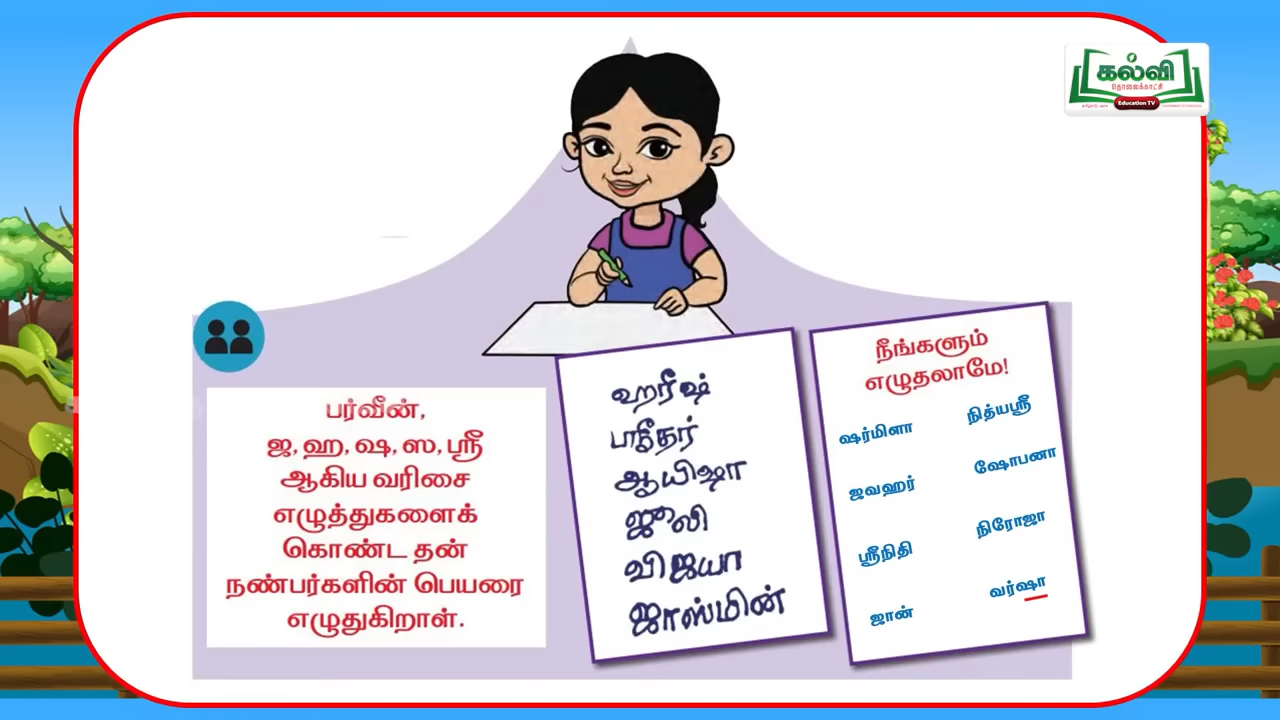 கல்வி
தொலைக்காட்சி
Education TV
பர்வீன்,
ஜ, ஹ, ஷ, ஸ, ஸ்ரீ
ஆகிய வரிசை
எழுத்துகளைக்
கொண்ட தன்
நண்பர்களின் பெயரை
எழுதுகிறாள்.
ஹரீஷ்
ஸ்ரீதர்
ஆயிஷா
ஜூலி
விஜயா
ஜாஸ்மின்
நீங்களும்
எழுதலாமே!
ஷர்மிளா
நித்யஸ்ரீ
ஜவஹர்
ஷோபனா
ஸ்ரீநிதி
நிரோஜா
ஜான்
வர்ஷா